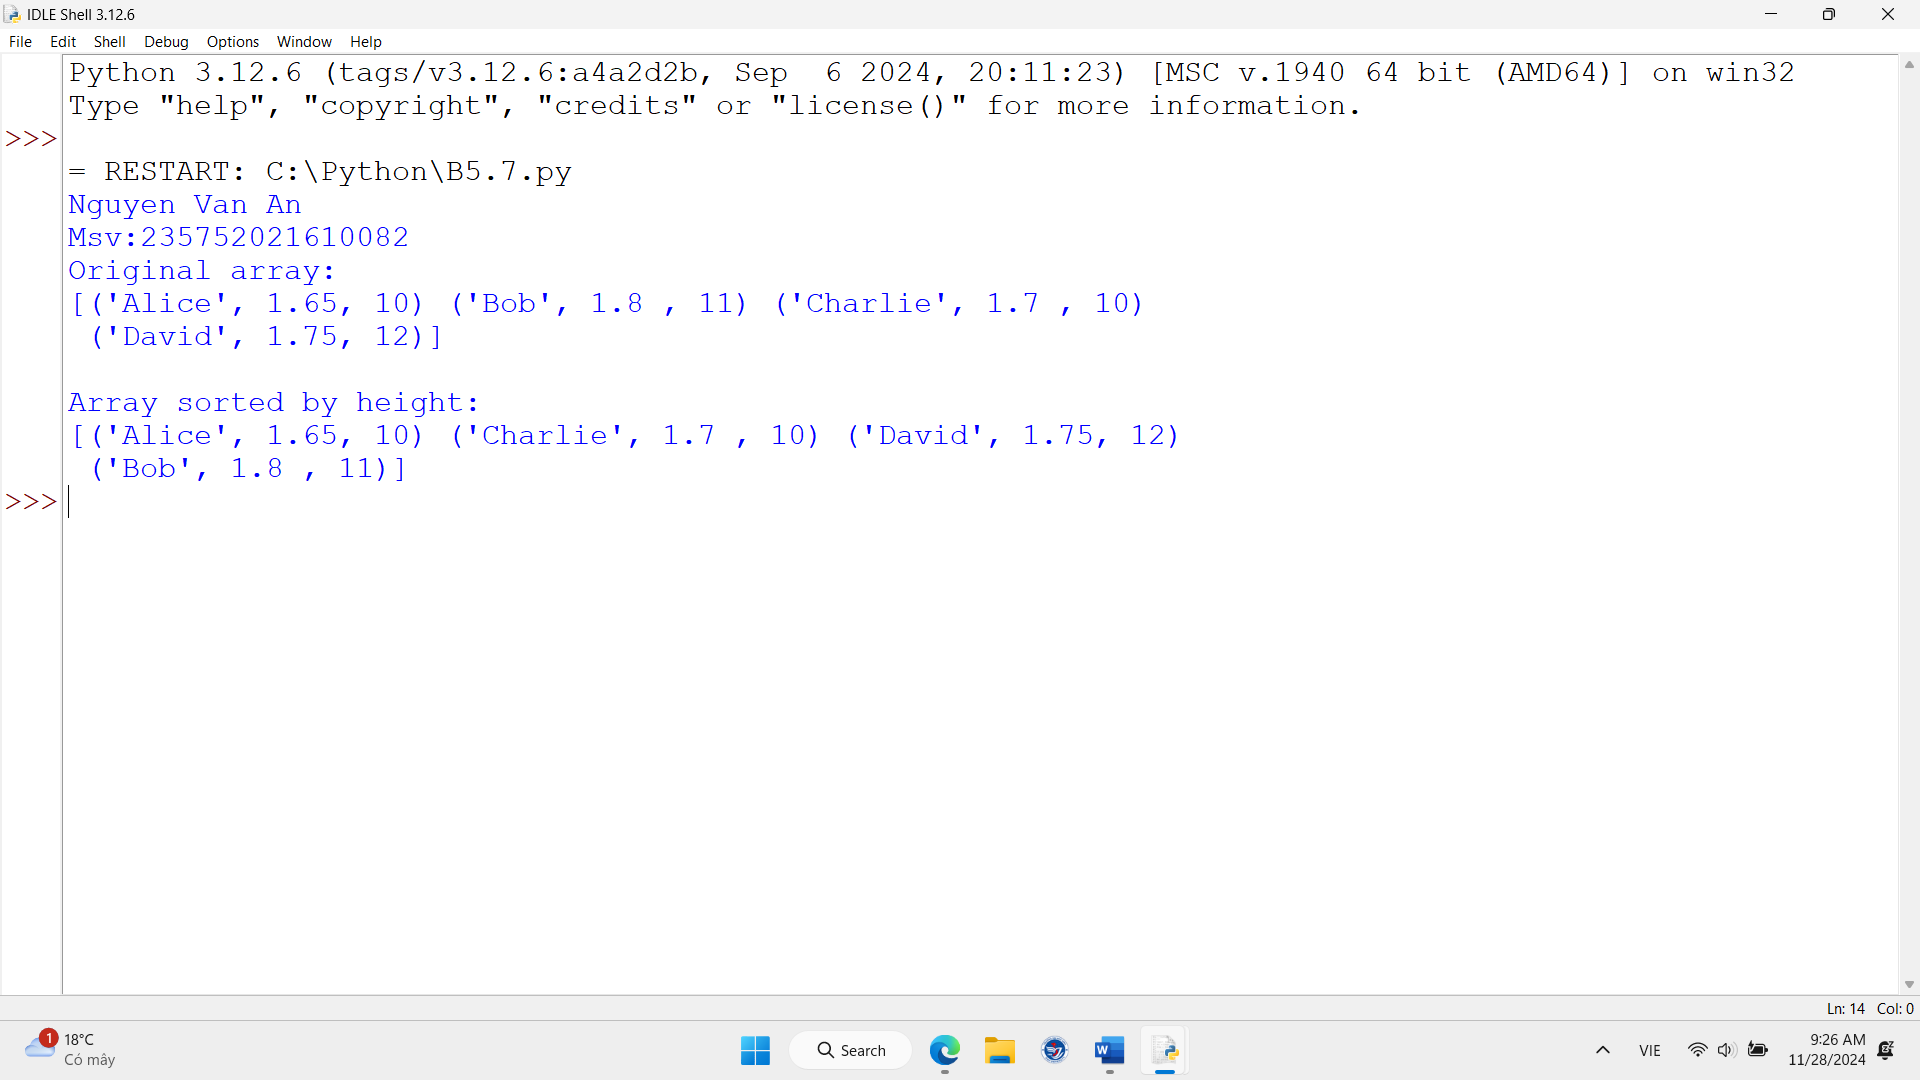 IDLE Shell 3.12.6
File Edit Shell Debug Options Window Help
Python 3.12.6 (tags/v3.12.6:a4a2d2b, Sep  6 2024, 20:11:23) [MSC v.1940 64 bit (AMD64)] on win32
Type "help", "copyright", "credits" or "license()" for more information.
>>>
= RESTART: C:\Python\B5.7.py
Nguyen Van An
Msv:235752021610082
Original array:
[('Alice', 1.65, 10) ('Bob', 1.8 , 11) ('Charlie', 1.7 , 10)
 ('David', 1.75, 12)]
Array sorted by height:
[('Alice', 1.65, 10) ('Charlie', 1.7 , 10) ('David', 1.75, 12)
 ('Bob', 1.8 , 11)]
>>>
Ln: 14 Col: 0
1 18°C
Có mây
Search
W
VIE
9:26 AM
11/28/2024